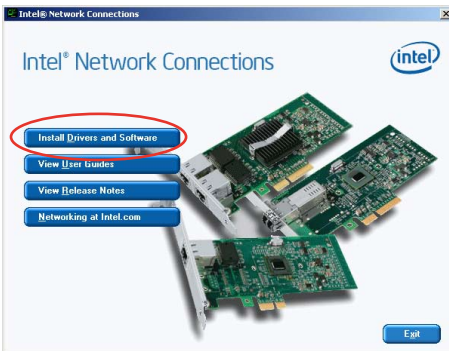 Intel® Network Connections
Intel® Network Connections
intel
Install Drivers and Software
View User Guides
View Release Notes
Networking at Intel.com
Exit